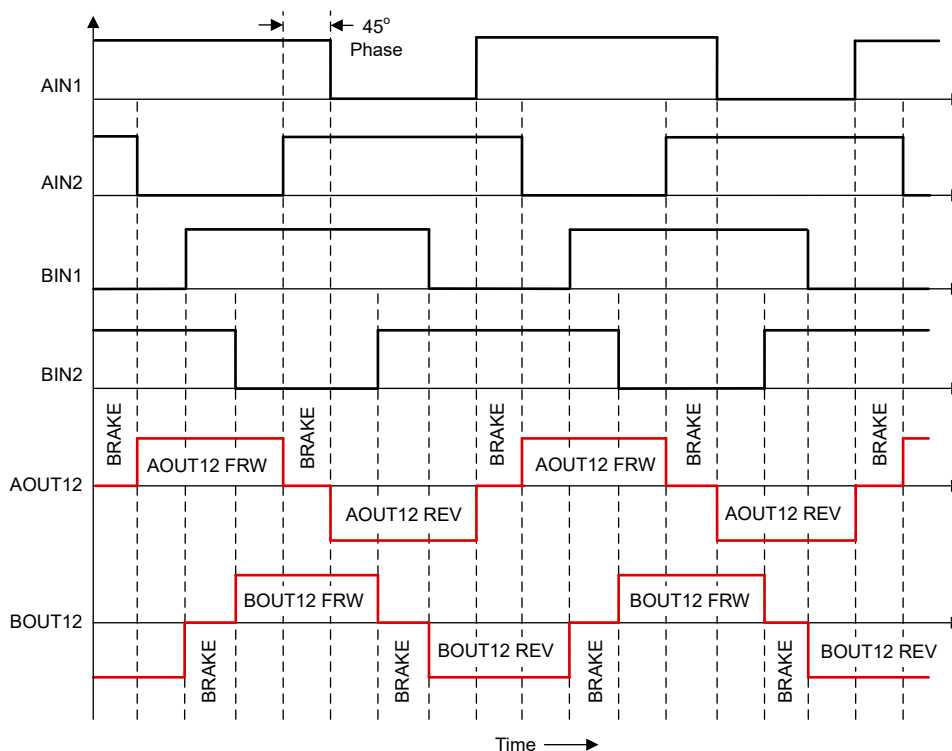 45°
Phase
AIN1
AIN2
BIN1
BIN2
BRAKE
BRAKE
BRAKE
BRAKE
BRAKE
AOUT12 FRW
AOUT12 FRW
AOUT12
AOUT12 REV
AOUT12 REV
BOUT12 FRW
BOUT12 FRW
BOUT12
BRAKE
BRAKE
BRAKE
BRAKE
BOUT12 REV
BOUT12 REV
Time